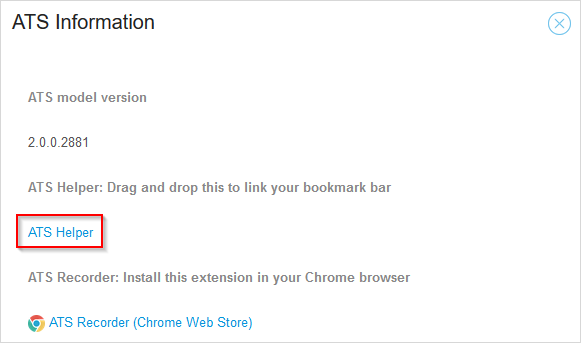 ATS Information
ATS model version
2.0.0.2881
ATS Helper: Drag and drop this to link your bookmark bar
ATS Helper
ATS Recorder: Install this extension in your Chrome browser
ATS Recorder (Chrome Web Store)